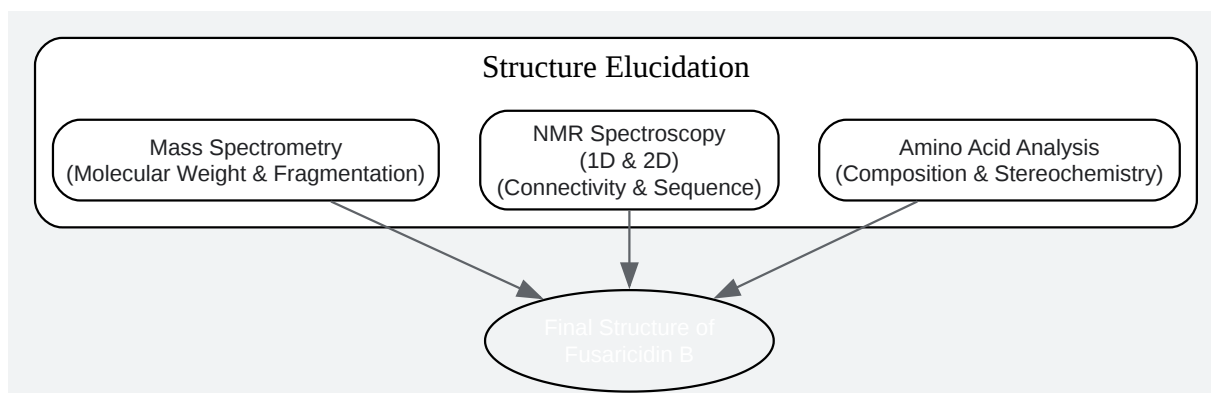 Structure Elucidation
Mass Spectrometry
(Molecular Weight & Fragmentation)
NMR Spectroscopy
(1D & 2D)
(Connectivity & Sequence)
Amino Acid Analysis
(Composition & Stereochemistry)
Final Structure of
Fusaricidin B